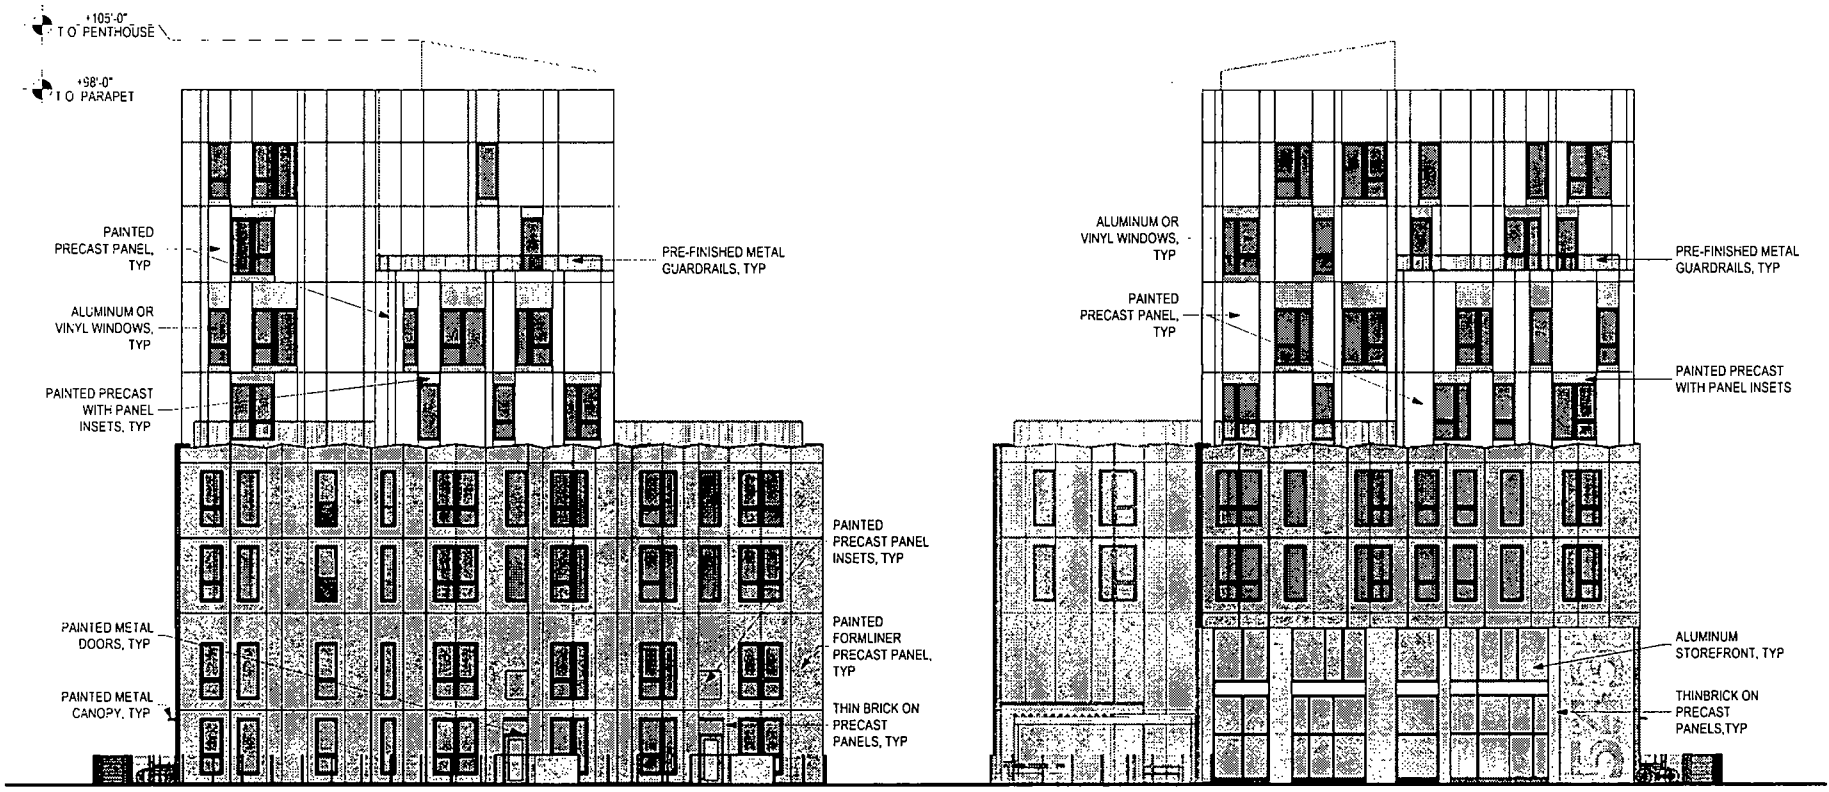 +105'-0"
T O PENTHOUSE
+98'-0"
T O PARAPET
PAINTED
PRECAST PANEL,
TYP
ALUMINUM OR
VINYL WINDOWS,
TYP
PAINTED PRECAST
WITH PANEL
INSETS, TYP
PAINTED METAL
DOORS, TYP
PAINTED METAL
CANOPY, TYP
PRE-FINISHED METAL
GUARDRAILS, TYP
PAINTED
PRECAST PANEL
INSETS, TYP
PAINTED
FORMLINER
PRECAST PANEL,
TYP
THIN BRICK ON
PRECAST
PANELS, TYP
ALUMINUM OR
VINYL WINDOWS,
TYP
PAINTED
PRECAST PANEL,
TYP
PRE-FINISHED METAL
GUARDRAILS, TYP
PAINTED PRECAST
WITH PANEL INSETS
ALUMINUM
STOREFRONT, TYP
THINBRICK ON
PRECAST
PANELS,TYP